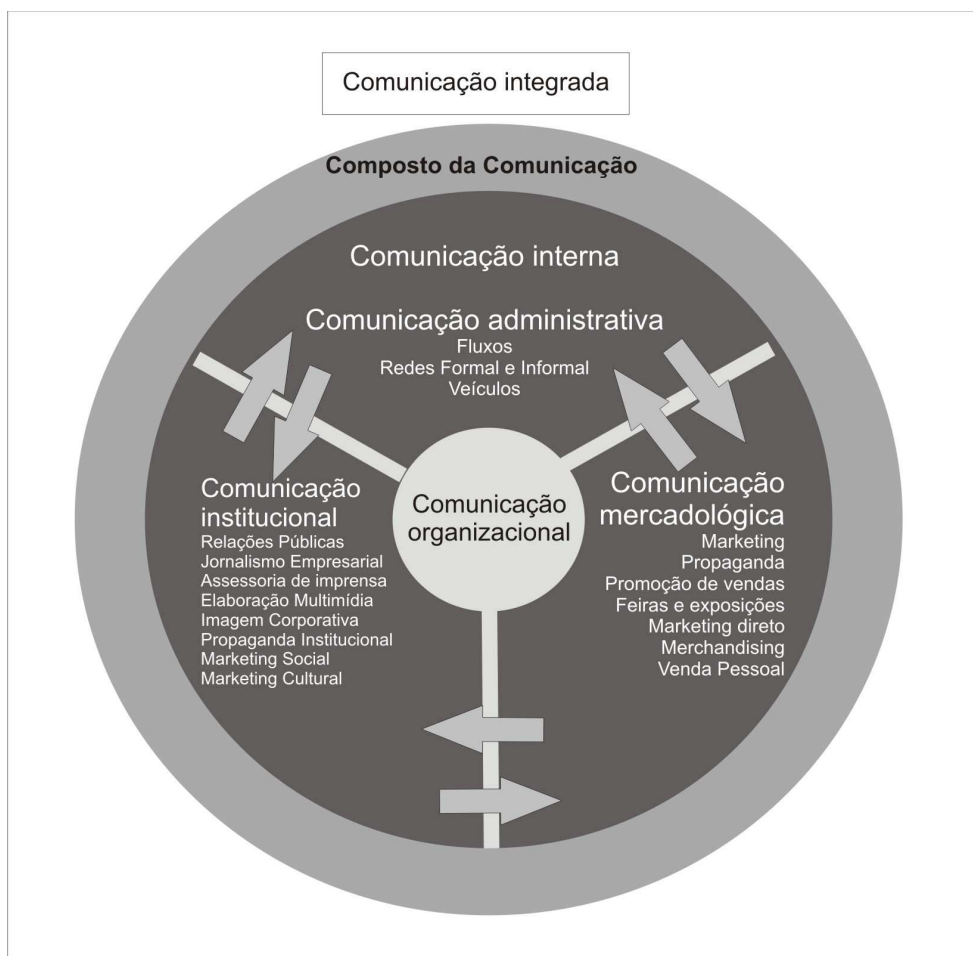 Comunicação integrada
Composto da Comunicação
Comunicação interna
Comunicação administrativa
Fluxos
Redes Formal e Informal
Veículos
Comunicação
institucional
Relações Públicas
Jornalismo Empresarial
Assessoria de imprensa
Elaboração Multimídia
Imagem Corporativa
Propaganda Institucional
Marketing Social
Marketing Cultural
Comunicação
organizacional
Comunicação
mercadológica
Marketing
Propaganda
Promoção de vendas
Feiras e exposições
Marketing direto
Merchandising
Venda Pessoal